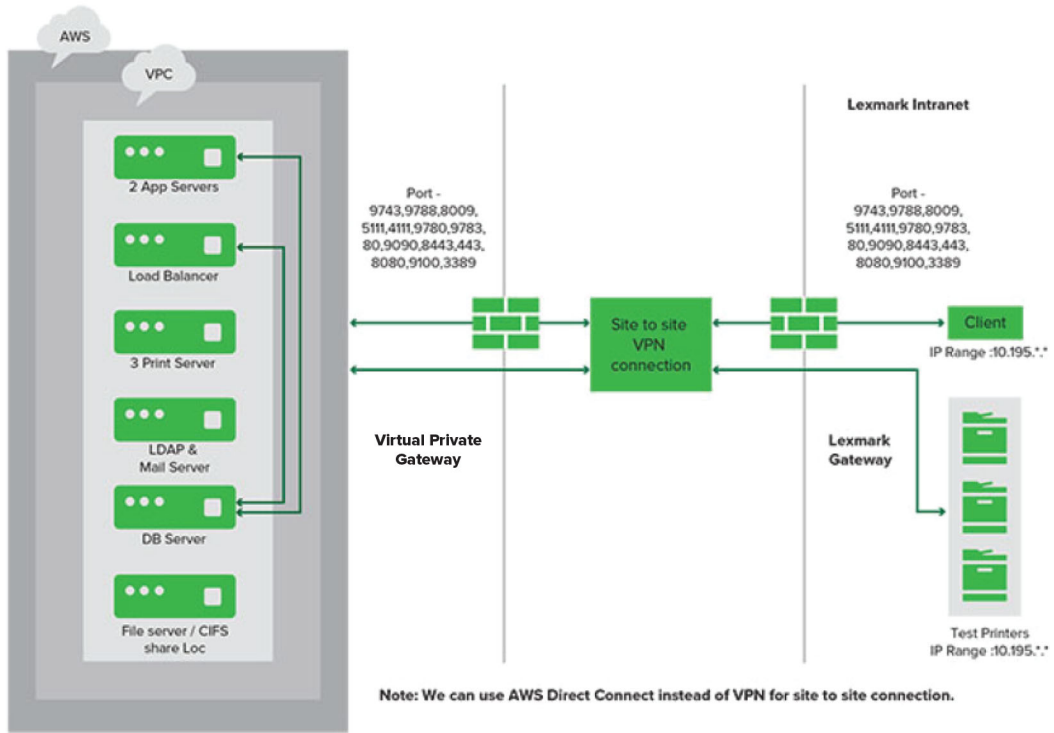 AWS
VPC
2 App Servers
Load Balancer
3 Print Server
LDAP &
Mail Server
DB Server
File server / CIFS
share Loc
Port -
9743,9788,8009,
5111,4111,9780,9783,
80,9090,8443,443,
8080,9100,3389
Virtual Private
Gateway
Site to site
VPN
connection
Lexmark Intranet
Port -
9743,9788,8009,
5111,4111,9780,9783,
80,9090,8443,443,
8080,9100,3389
Client
IP Range :10.195.*.*
Lexmark
Gateway
Test Printers
IP Range :10.195.*.*
Note: We can use AWS Direct Connect instead of VPN for site to site connection.